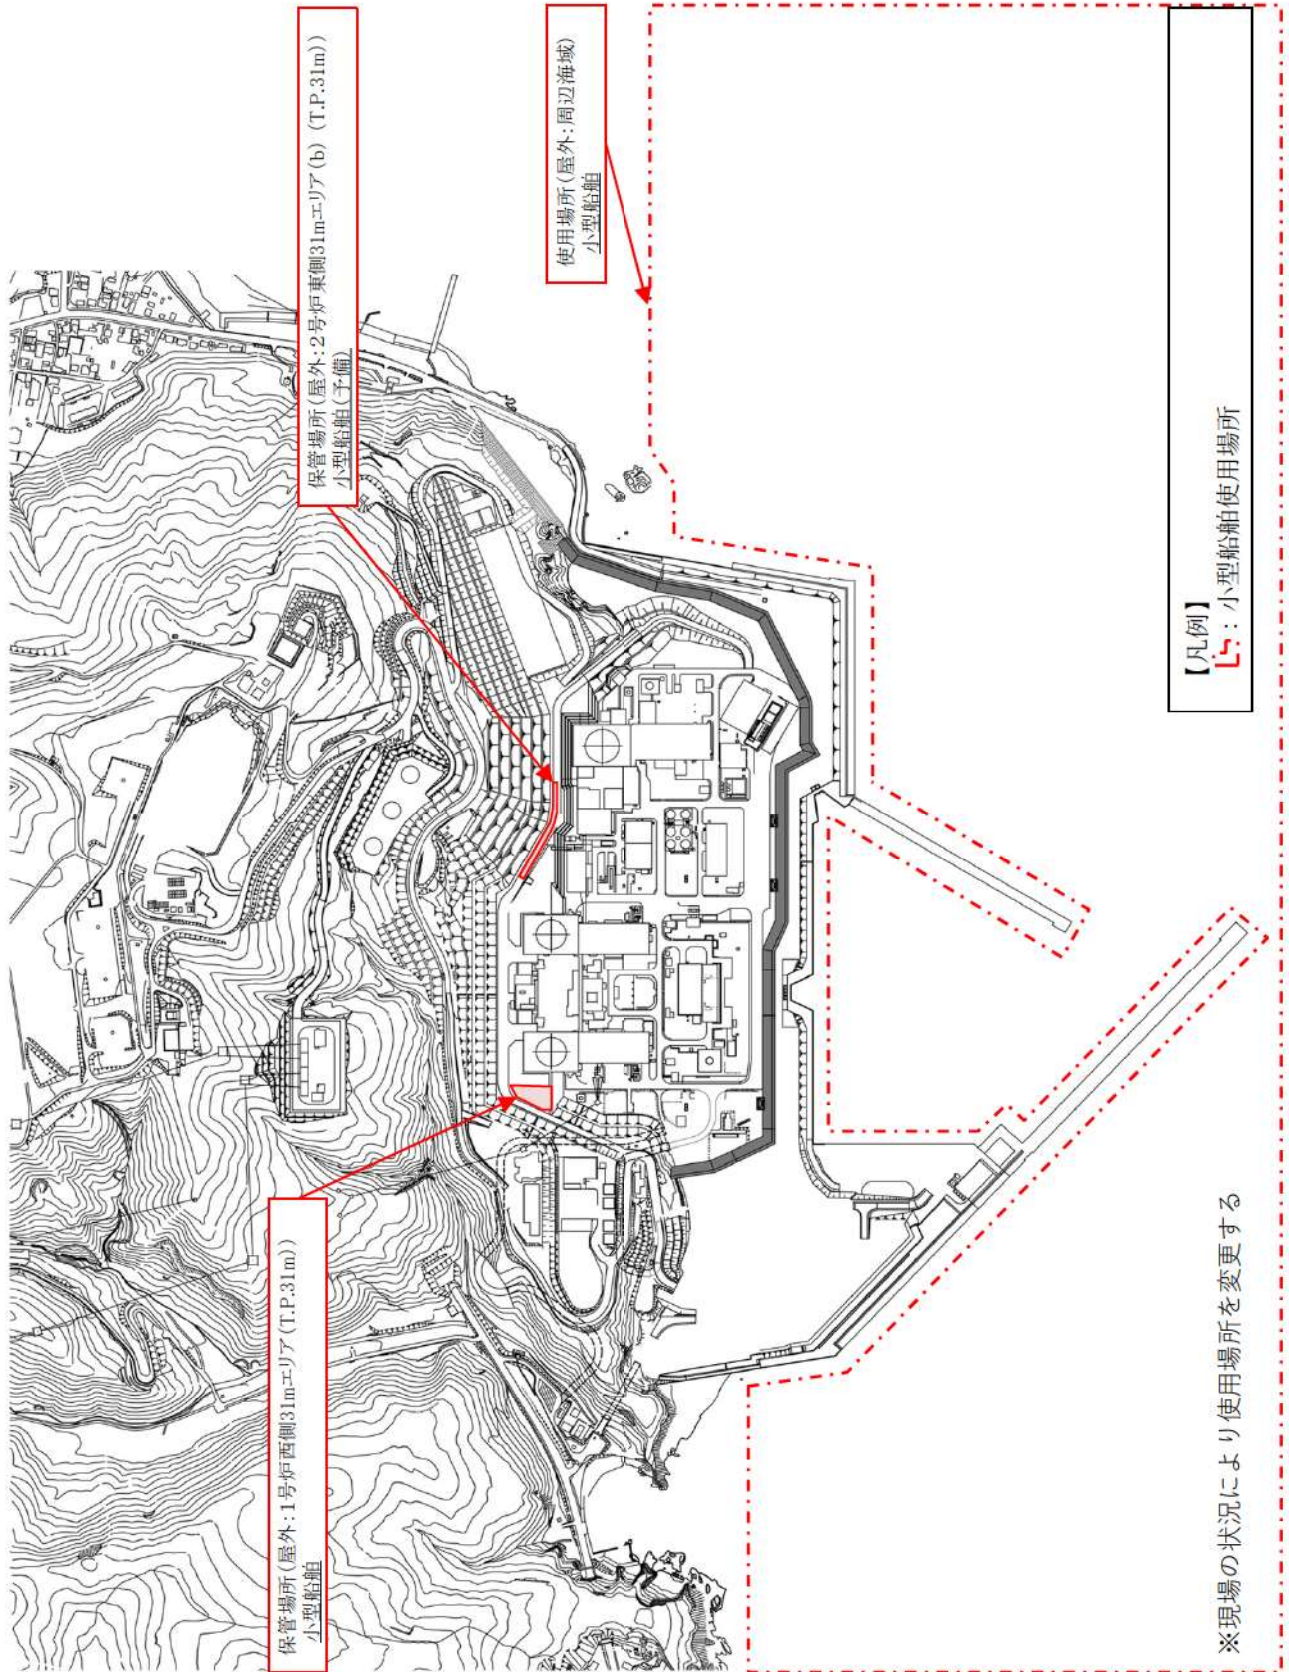 保管場所(屋外:1号炉西側31mエリア(T.P.31m))
小型船舶
保管場所(屋外:2号炉東側31mエリア(b) (T.P.31m))
小型船舶(予備)
使用場所(屋外:周辺海域)
小型船舶
【凡例】
:小型船舶使用場所
※現場の状況により使用場所を変更する